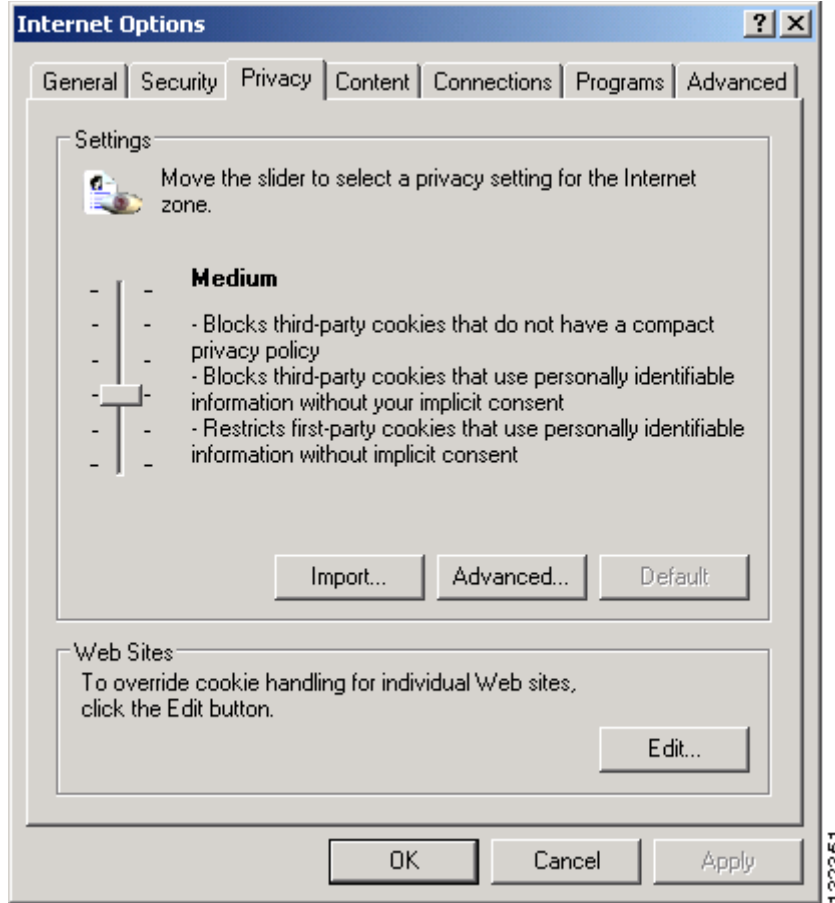 Internet Options
General Security Privacy Content Connections Programs Advanced
Settings
Move the slider to select a privacy setting for the Internet
zone.
Medium
- Blocks third-party cookies that do not have a compact
privacy policy
- Blocks third-party cookies that use personally identifiable
information without your implicit consent
- Restricts first-party cookies that use personally identifiable
information without implicit consent
Import... Advanced... Default
Web Sites
To override cookie handling for individual Web sites,
click the Edit button.
Edit...
OK Cancel Apply